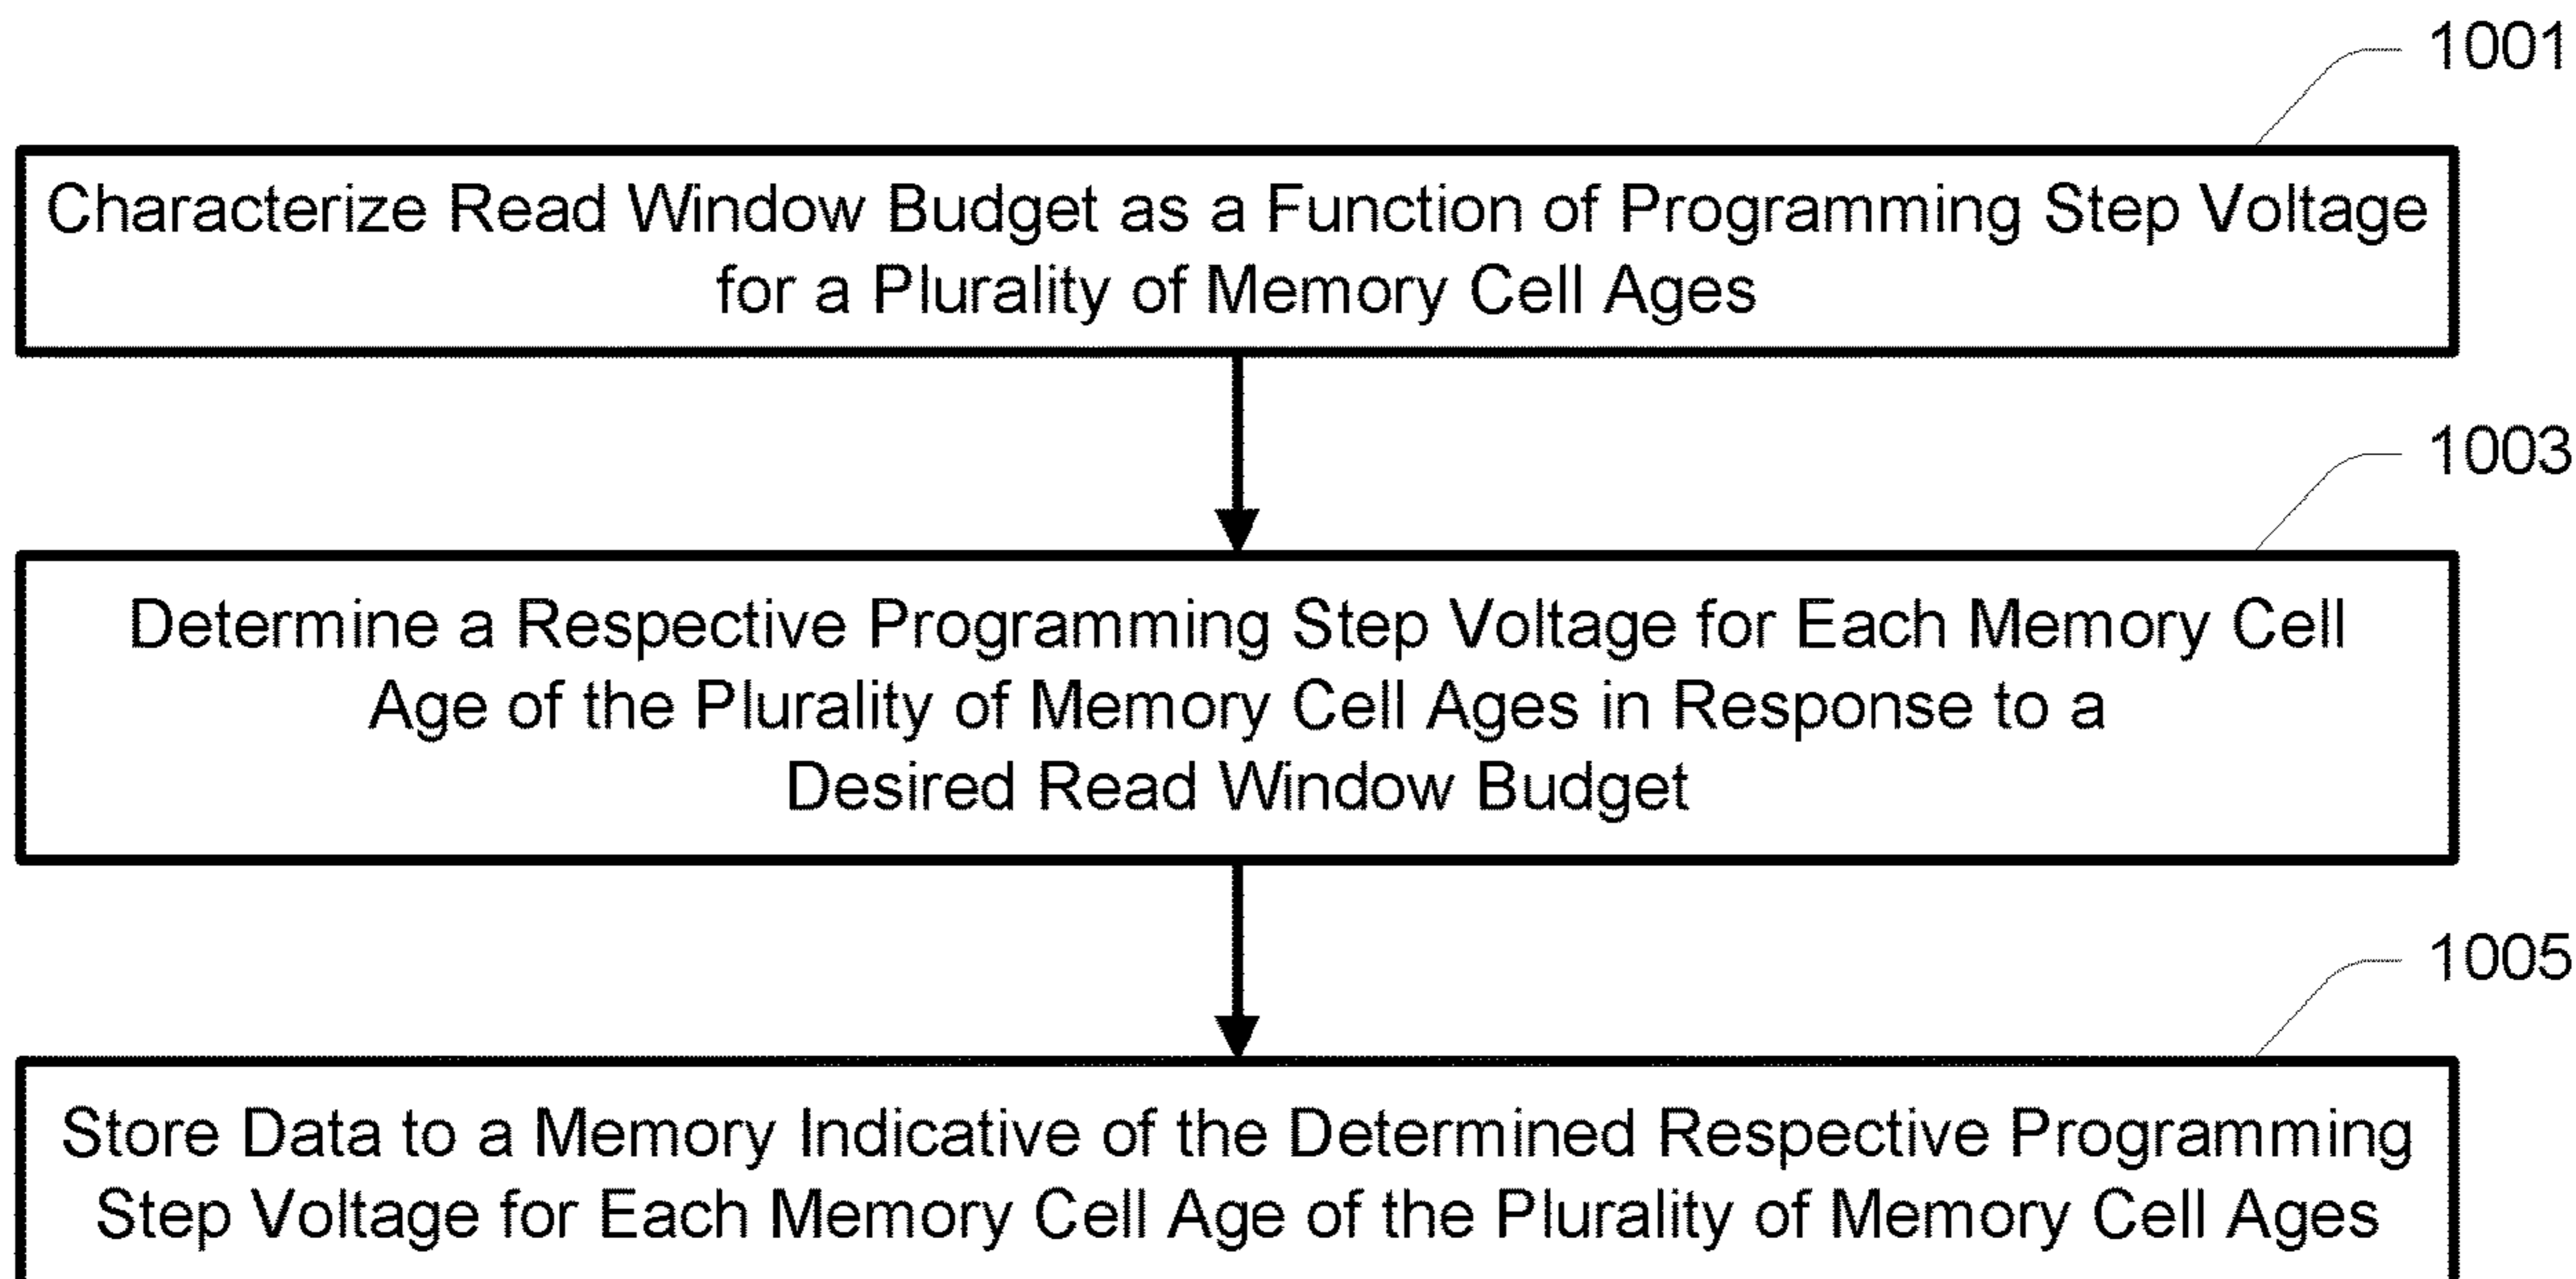 1001
Characterize Read Window Budget as a Function of Programming Step Voltage
for a Plurality of Memory Cell Ages
1003
Determine a Respective Programming Step Voltage for Each Memory Cell
Age of the Plurality of Memory Cell Ages in Response to a
Desired Read Window Budget
1005
Store Data to a Memory Indicative of the Determined Respective Programming
Step Voltage for Each Memory Cell Age of the Plurality of Memory Cell Ages